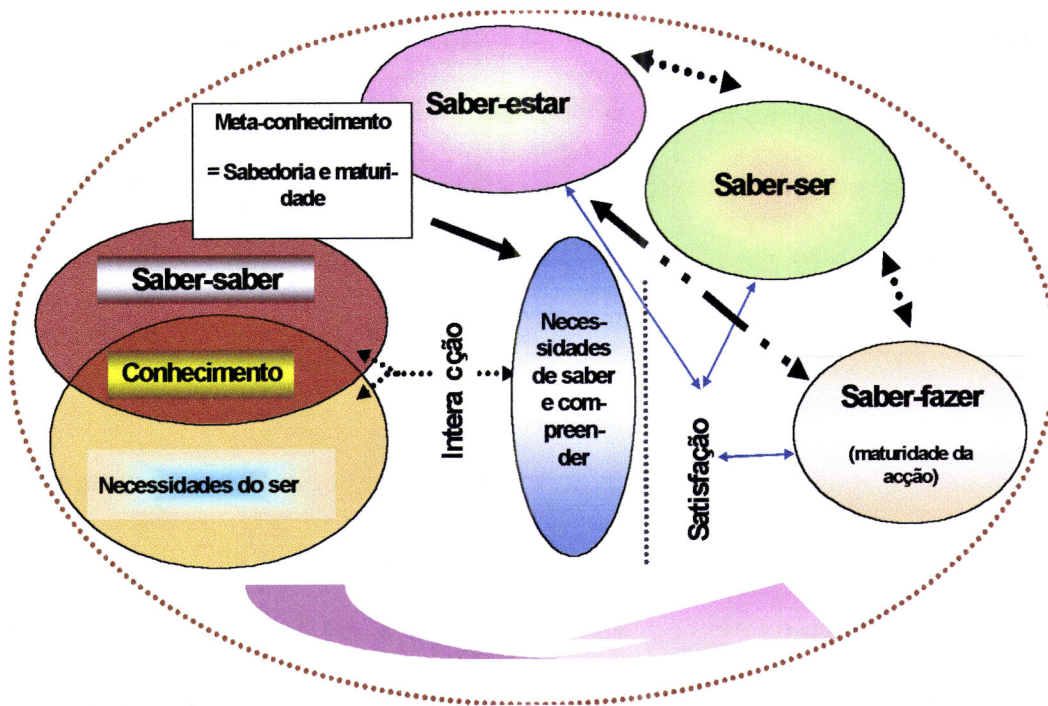 Saber-estar
Meta-conhecimento
= Sabedoria e maturi-
dade
Saber-ser
Saber-saber
Conhecimento
Necessidades do ser
Intera cção
Neces-
sidades
de saber
e com-
preen-
der
Satisfação
Saber-fazer
(maturidade da
acção)